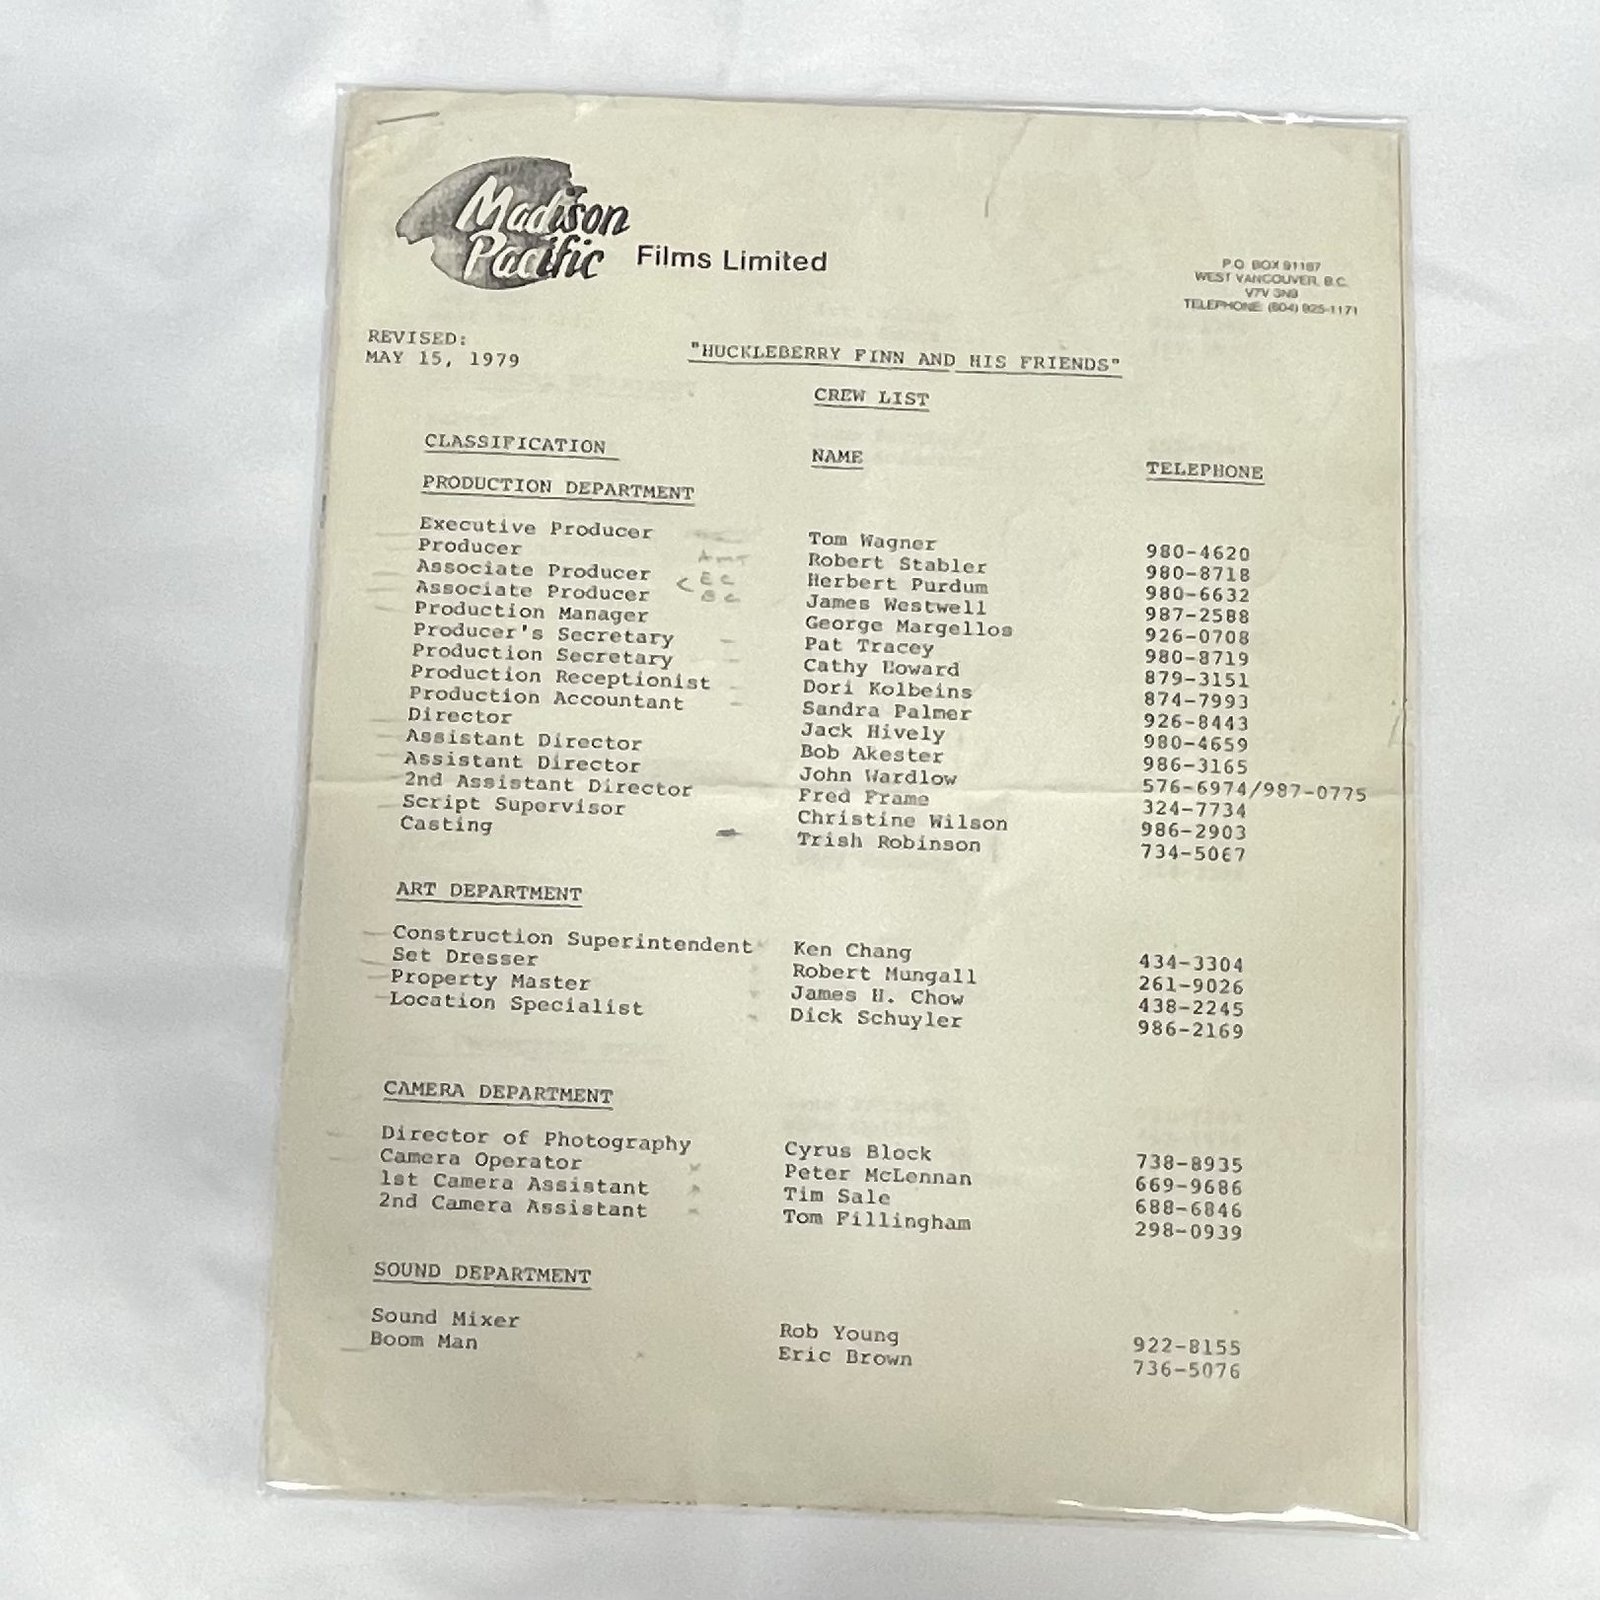 Madison
Pacific Films Limited
P.O. BOX 91187
WEST VANCOUVER, B.C.
V7V 3N9
TELEPHONE: (604) 925-1171
REVISED:
MAY 15, 1979
"HUCKLEBERRY FINN AND HIS FRIENDS"
CREW LIST
CLASSIFICATION NAME TELEPHONE
PRODUCTION DEPARTMENT
Executive Producer Tom Wagner 980-4620
Producer Robert Stabler 980-8718
Associate Producer Herbert Purdum 980-6632
Associate Producer James Westwell 987-2588
Production Manager George Margellos 926-0708
Producer's Secretary Pat Tracey 980-8719
Production Secretary Cathy Howard 879-3151
Production Receptionist Dori Kolbeins 874-7993
Production Accountant Sandra Palmer 926-8443
Director Jack Hively 980-4659
Assistant Director Bob Akester 986-3165
Assistant Director John Wardlow 576-6974/987-0775
2nd Assistant Director Fred Frame 324-7734
Script Supervisor Christine Wilson 986-2903
Casting Trish Robinson 734-5067
ART DEPARTMENT
Construction Superintendent Ken Chang 434-3304
Set Dresser Robert Mungall 261-9026
Property Master James H. Chow 438-2245
Location Specialist Dick Schuyler 986-2169
CAMERA DEPARTMENT
Director of Photography Cyrus Block 738-8935
Camera Operator Peter McLennan 669-9686
1st Camera Assistant Tim Sale 688-6846
2nd Camera Assistant Tom Fillingham 298-0939
SOUND DEPARTMENT
Sound Mixer Rob Young 922-8155
Boom Man Eric Brown 736-5076